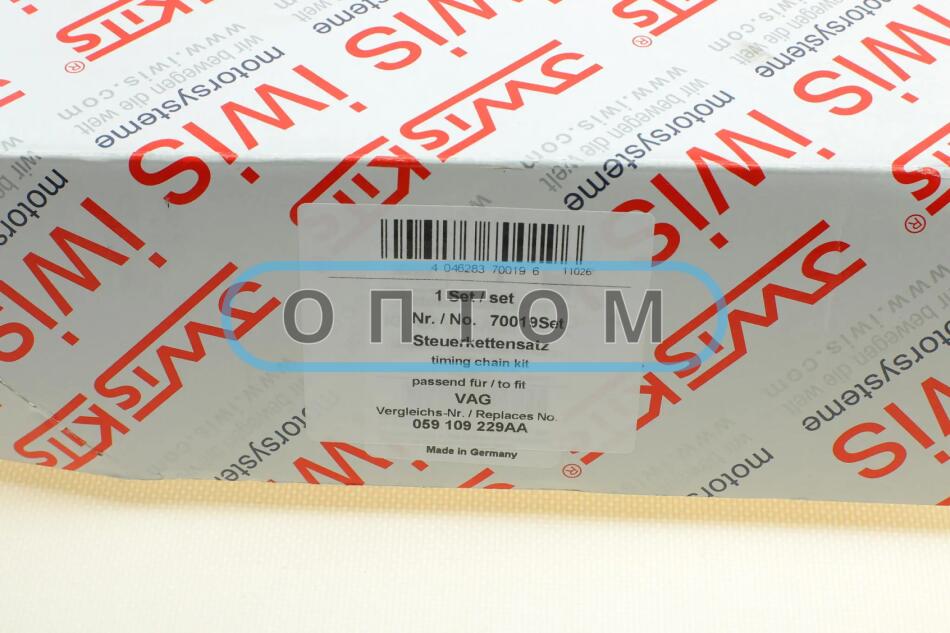 JWIS KiTS
®
iwis
motorsysteme
wir bewegen die welt
www.iwis.com
4 046283 70019 6 11026
1 Set / set
Nr. / No. 70019Set
Steuerkettensatz
timing chain kit
passend für / to fit
VAG
Vergleichs-Nr. / Replaces No.
059 109 229AA
Made in Germany
ОПТОМ